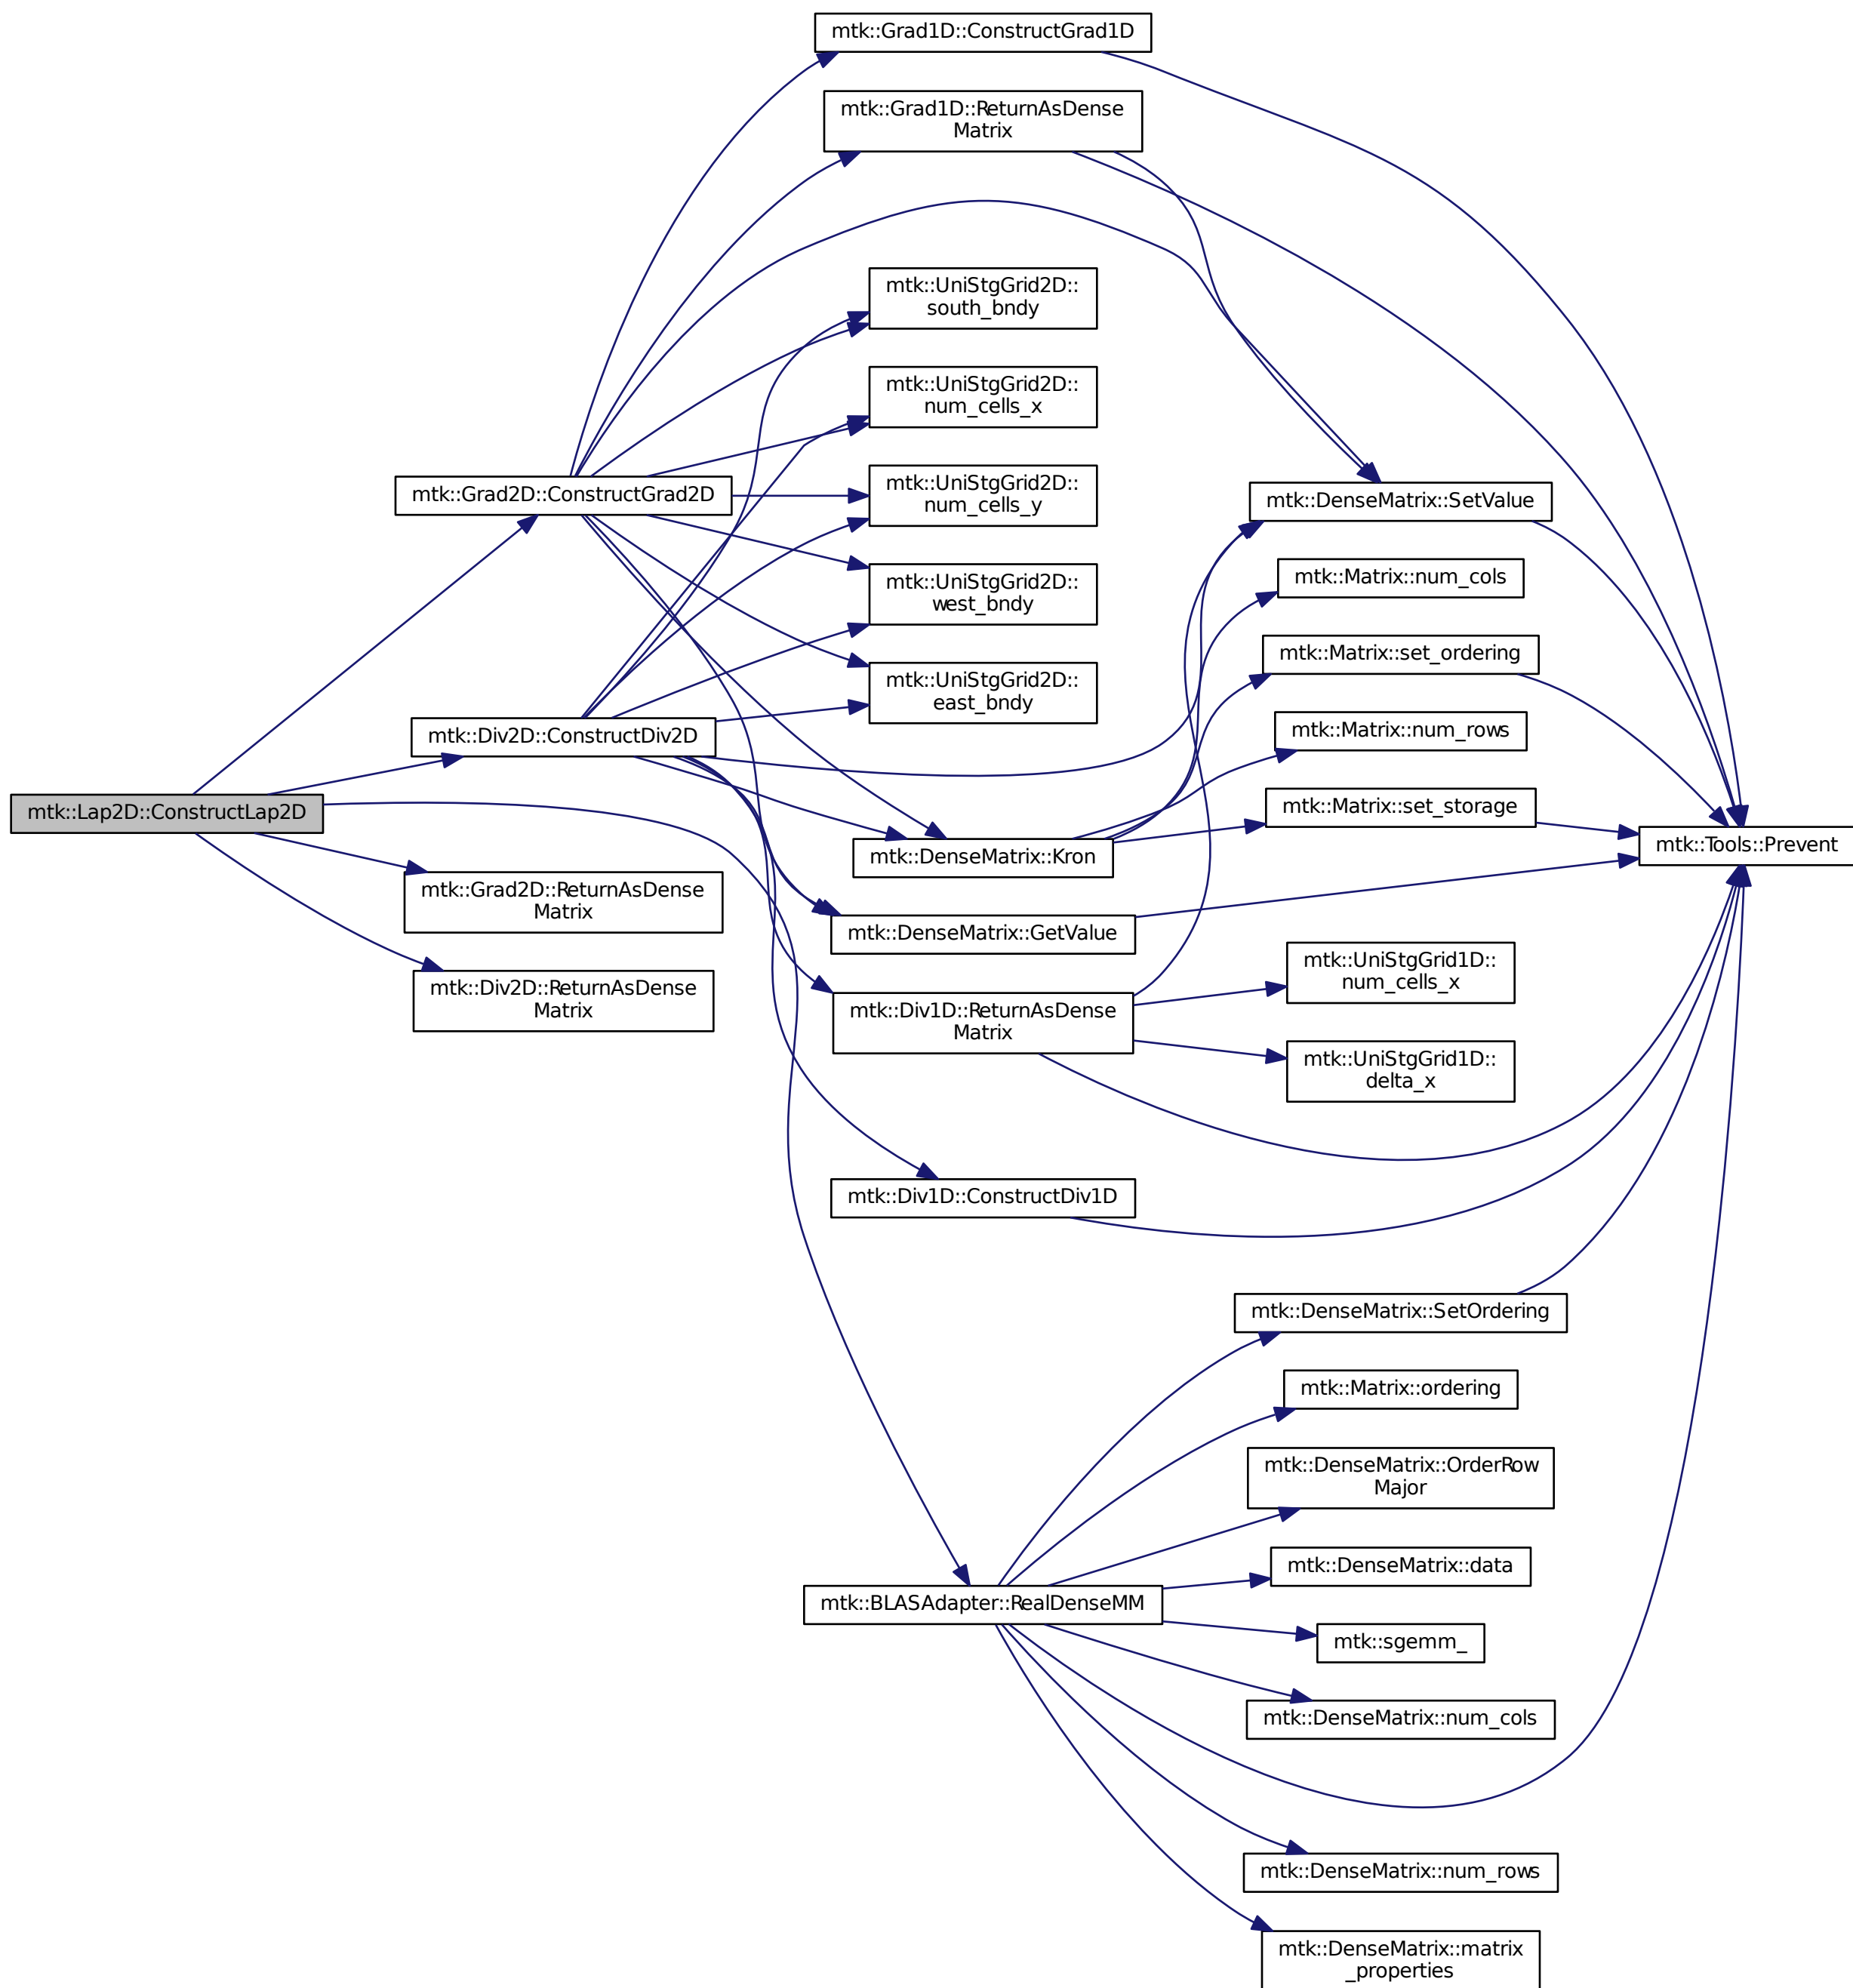 mtk::Grad1D::ConstructGrad1D
mtk::Grad1D::ReturnAsDense
Matrix
mtk::UniStgGrid2D::
south_bndy
mtk::UniStgGrid2D::
num_cells_x
mtk::Grad2D::ConstructGrad2D
mtk::UniStgGrid2D::
num_cells_y
mtk::DenseMatrix::SetValue
mtk::UniStgGrid2D::
west_bndy
mtk::Matrix::num_cols
mtk::UniStgGrid2D::
east_bndy
mtk::Matrix::set_ordering
mtk::Div2D::ConstructDiv2D
mtk::Matrix::num_rows
mtk::Lap2D::ConstructLap2D
mtk::Matrix::set_storage
mtk::DenseMatrix::Kron
mtk::Tools::Prevent
mtk::Grad2D::ReturnAsDense
Matrix
mtk::DenseMatrix::GetValue
mtk::Div2D::ReturnAsDense
Matrix
mtk::UniStgGrid1D::
num_cells_x
mtk::Div1D::ReturnAsDense
Matrix
mtk::UniStgGrid1D::
delta_x
mtk::Div1D::ConstructDiv1D
mtk::DenseMatrix::SetOrdering
mtk::Matrix::ordering
mtk::DenseMatrix::OrderRow
Major
mtk::DenseMatrix::data
mtk::BLASAdapter::RealDenseMM
mtk::sgemm_
mtk::DenseMatrix::num_cols
mtk::DenseMatrix::num_rows
mtk::DenseMatrix::matrix
_properties